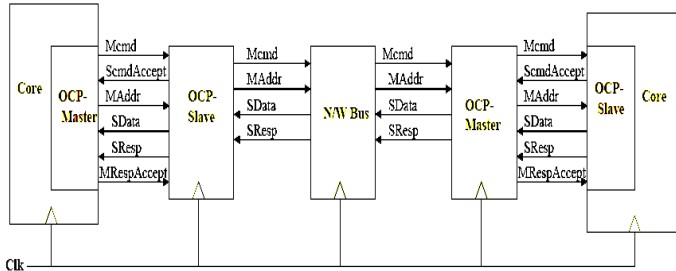 Core
OCP-
Master
Mcmd
ScmdAccept
MAddr
SData
SResp
MRespAccept
OCP-
Slave
Mcmd
MAddr
SData
SResp
N/W Bus
Mcmd
MAddr
SData
SResp
OCP-
Master
Mcmd
ScmdAccept
MAddr
SData
SResp
MRespAccept
OCP-
Slave
Core
Clk